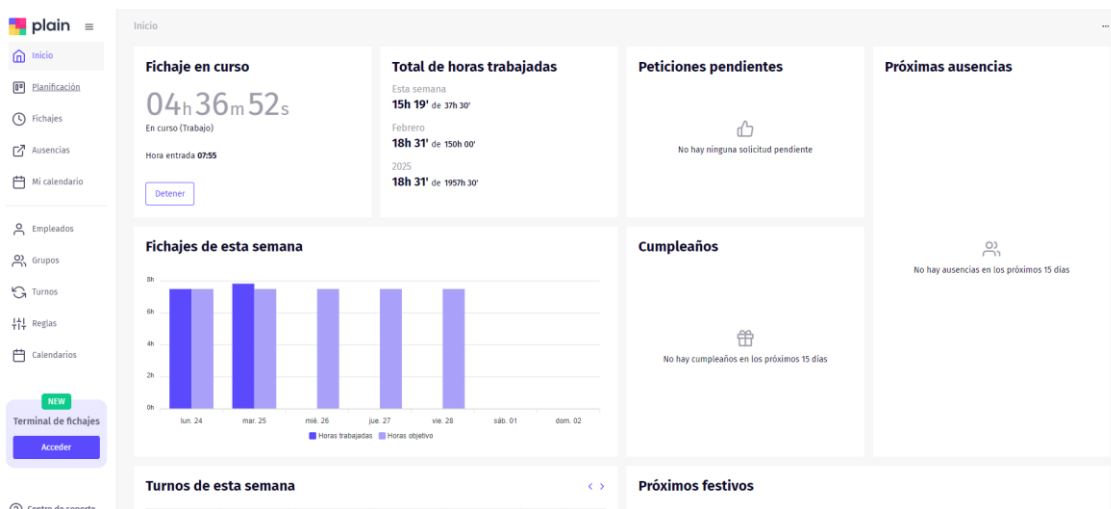 plain
Inicio
Planificación
Fichajes
Ausencias
Mi calendario
Empleados
Grupos
Turnos
Reglas
Calendarios
NEW
Terminal de fichajes
Acceder
Centro de soporte
Inicio
Fichaje en curso
04h 36m 52s
En curso (Trabajo)
Hora entrada 07:55
Detener
Total de horas trabajadas
Esta semana
15h 19' de 37h 30'
Febrero
18h 31' de 150h 00'
2025
18h 31' de 1957h 30'
Peticiones pendientes
No hay ninguna solicitud pendiente
Próximas ausencias
No hay ausencias en los próximos 15 días
Fichajes de esta semana
8h
6h
4h
2h
0h
lun. 24 mar. 25 mié. 26 jue. 27 vie. 28 sáb. 01 dom. 02
Horas trabajadas Horas objetivo
Cumpleaños
No hay cumpleaños en los próximos 15 días
Turnos de esta semana
Próximos festivos